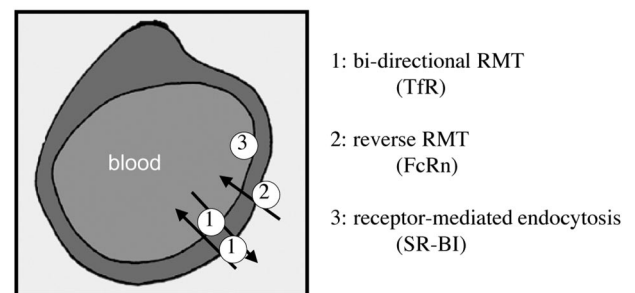 blood
3
2
1
1
1: bi-directional RMT
(TfR)
2: reverse RMT
(FcRn)
3: receptor-mediated endocytosis
(SR-BI)